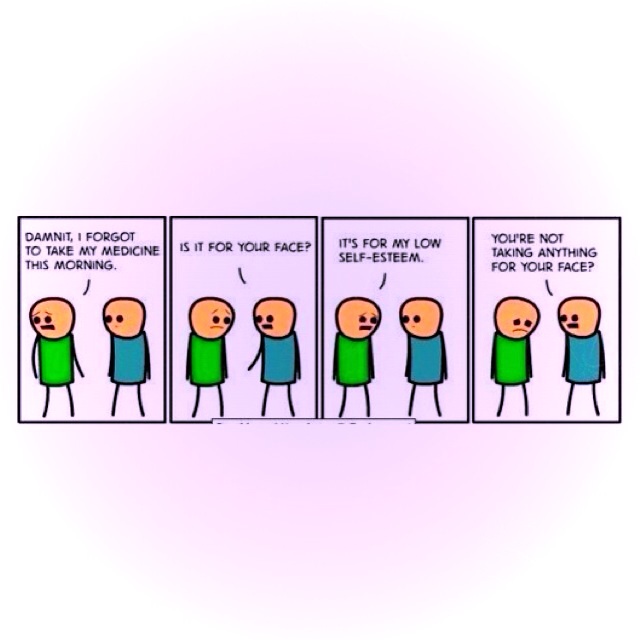 DAMNIT, I FORGOT
TO TAKE MY MEDICINE
THIS MORNING.
IS IT FOR YOUR FACE?
IT'S FOR MY LOW
SELF-ESTEEM.
YOU'RE NOT
TAKING ANYTHING
FOR YOUR FACE?